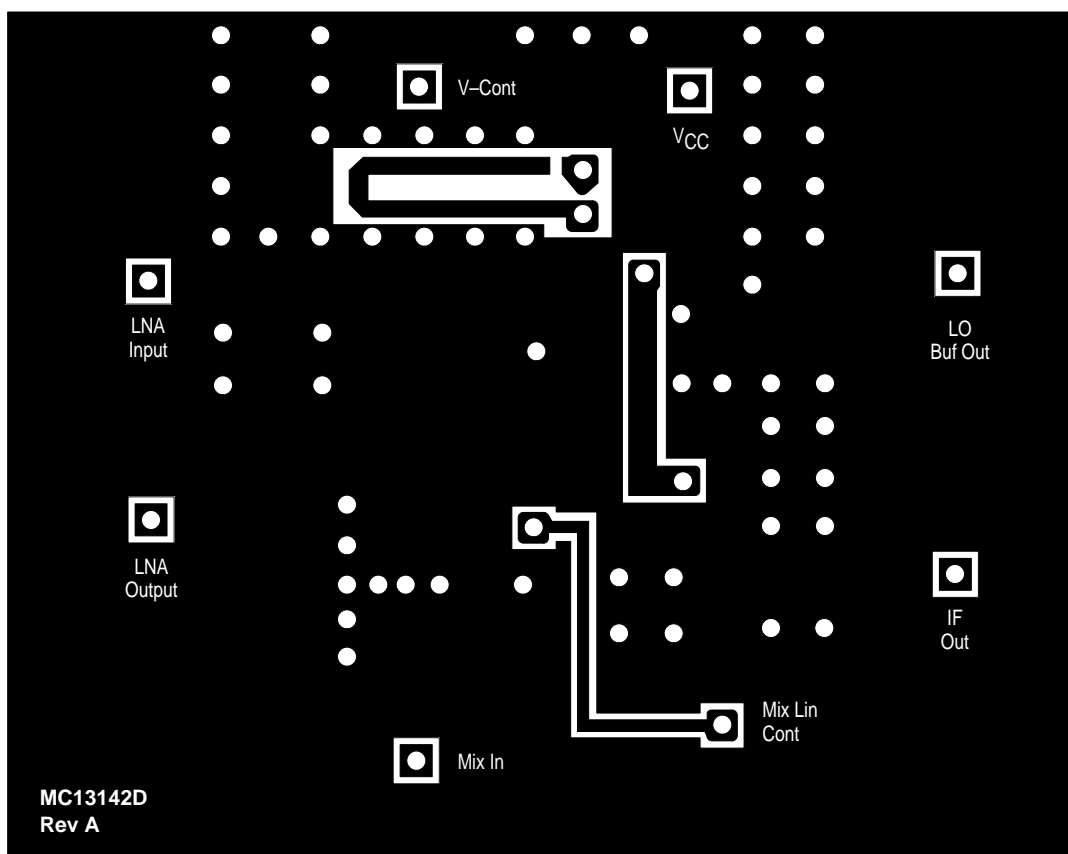 V–Cont
VCC
LNA
Input
LO
Buf Out
LNA
Output
IF
Out
Mix Lin
Cont
Mix In
MC13142D
Rev A